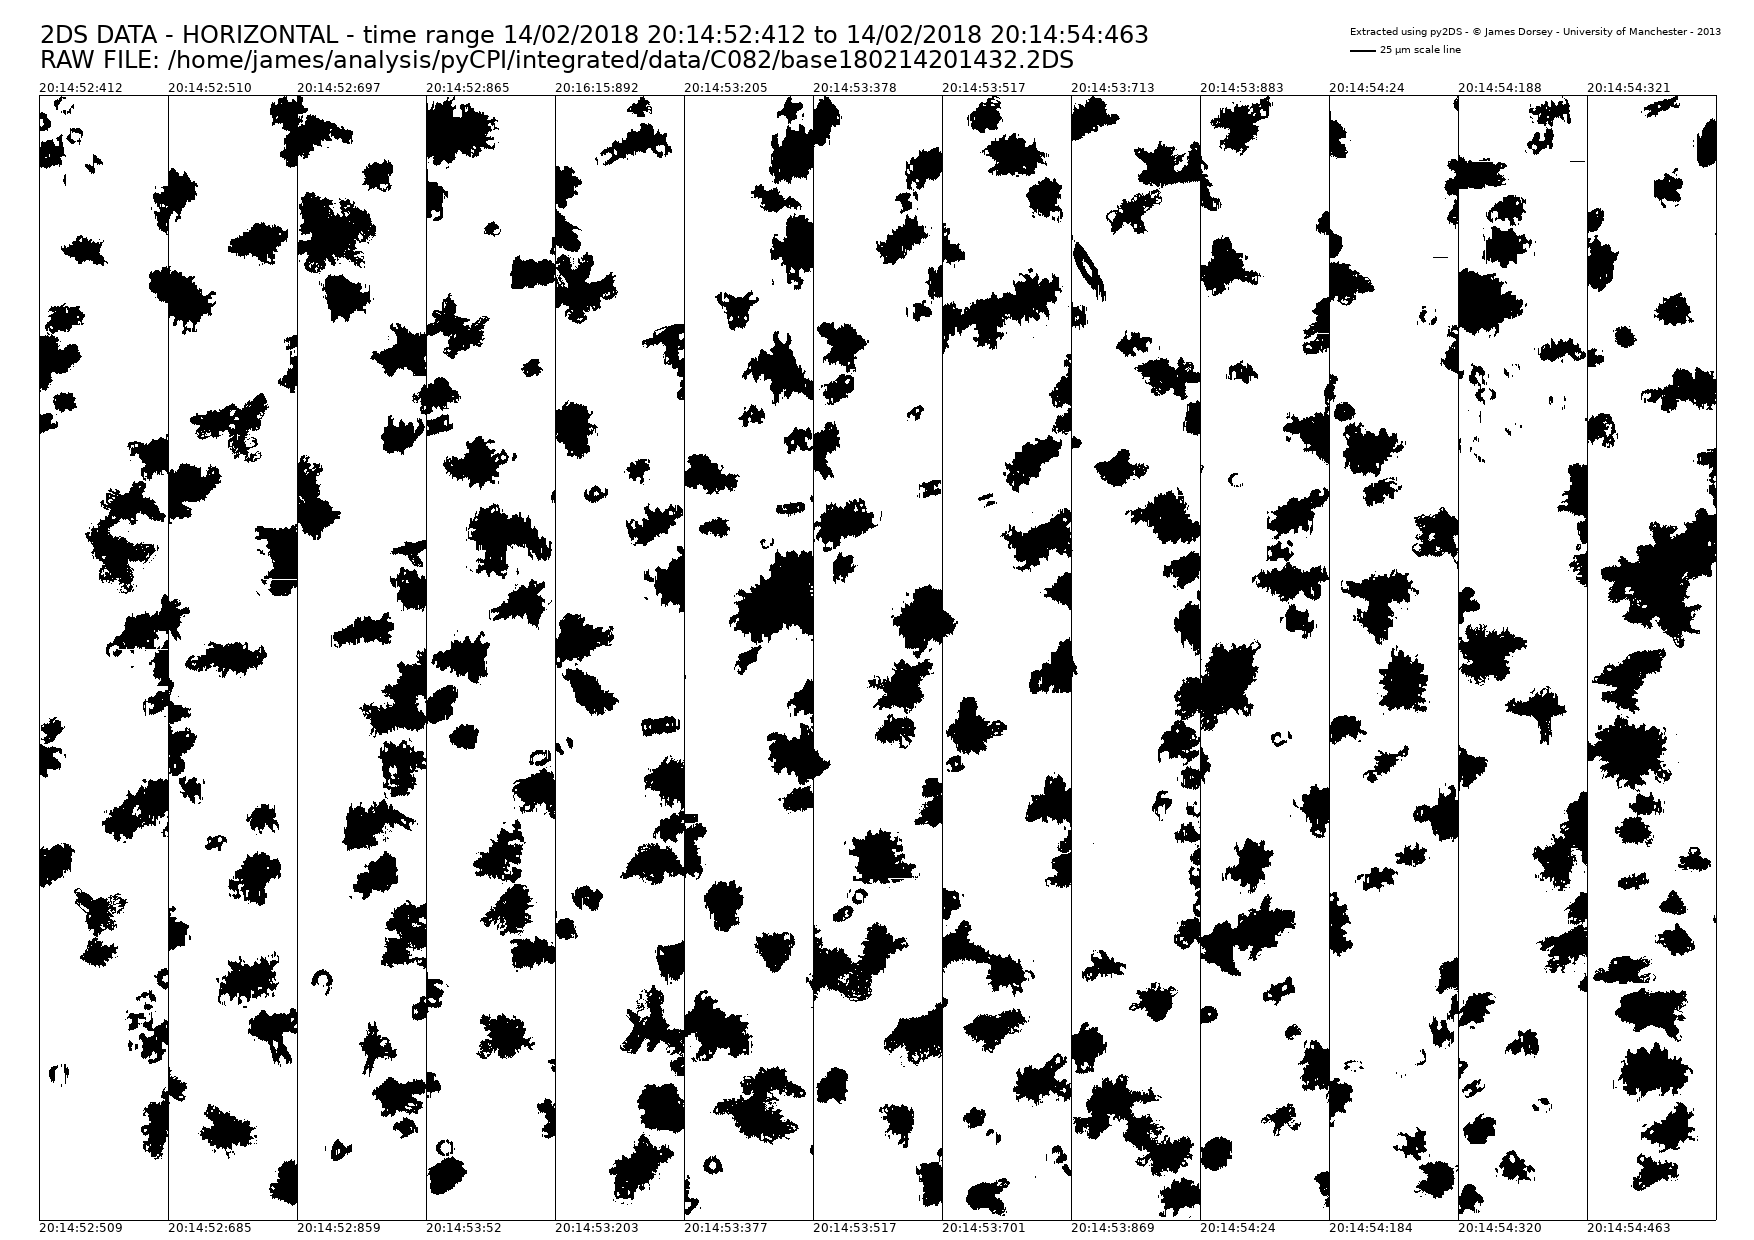 2DS DATA - HORIZONTAL - time range 14/02/2018 20:14:52:412 to 14/02/2018 20:14:54:463
RAW FILE: /home/james/analysis/pyCPI/integrated/data/C082/base180214201432.2DS
Extracted using py2DS - © James Dorsey - University of Manchester - 2013
25 µm scale line
20:14:52:412 20:14:52:510 20:14:52:697 20:14:52:865 20:16:15:892 20:14:53:205 20:14:53:378 20:14:53:517 20:14:53:713 20:14:53:883 20:14:54:24 20:14:54:188 20:14:54:321
20:14:52:509 20:14:52:685 20:14:52:859 20:14:53:52 20:16:53:203 20:14:53:377 20:14:53:517 20:14:53:701 20:14:53:869 20:14:54:24 20:14:54:184 20:14:54:320 20:14:54:463